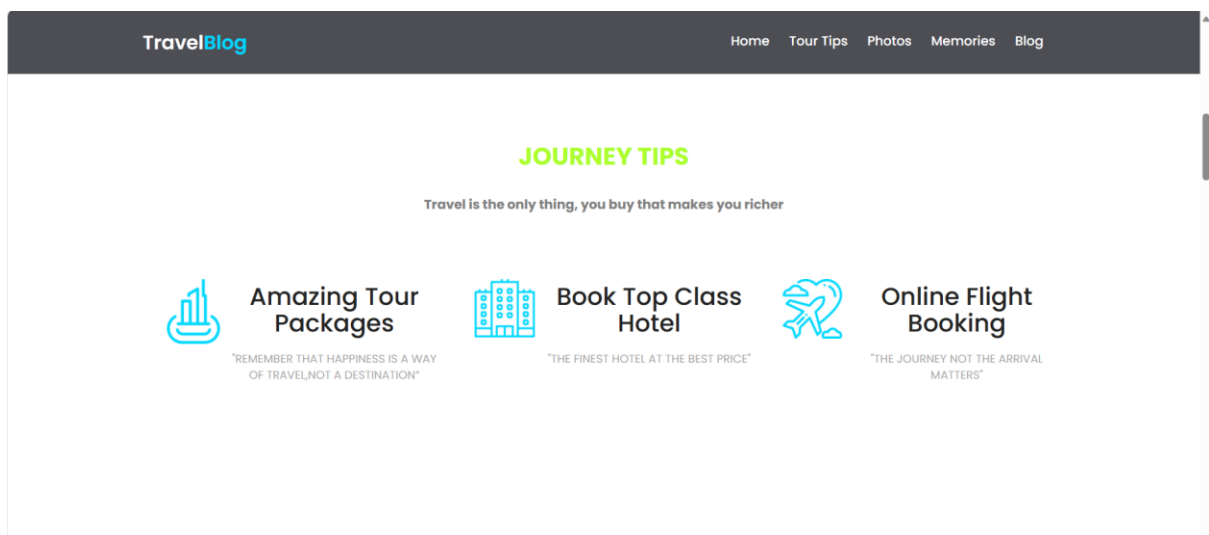 TravelBlog
Home Tour Tips Photos Memories Blog
JOURNEY TIPS
Travel is the only thing, you buy that makes you richer
Amazing Tour
Packages
"REMEMBER THAT HAPPINESS IS A WAY
OF TRAVEL,NOT A DESTINATION"
Book Top Class
Hotel
"THE FINEST HOTEL AT THE BEST PRICE"
Online Flight
Booking
"THE JOURNEY NOT THE ARRIVAL
MATTERS"